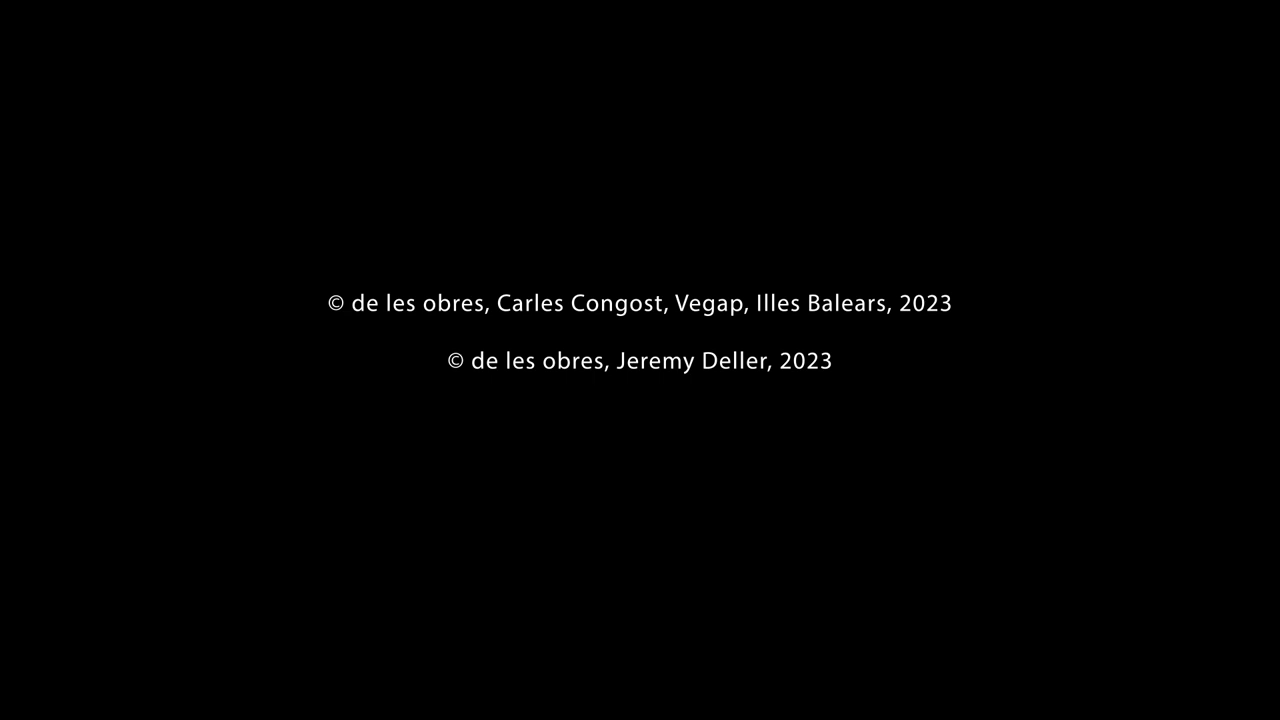 © de les obres, Carles Congost, Vegap, Illes Balears, 2023
© de les obres, Jeremy Deller, 2023